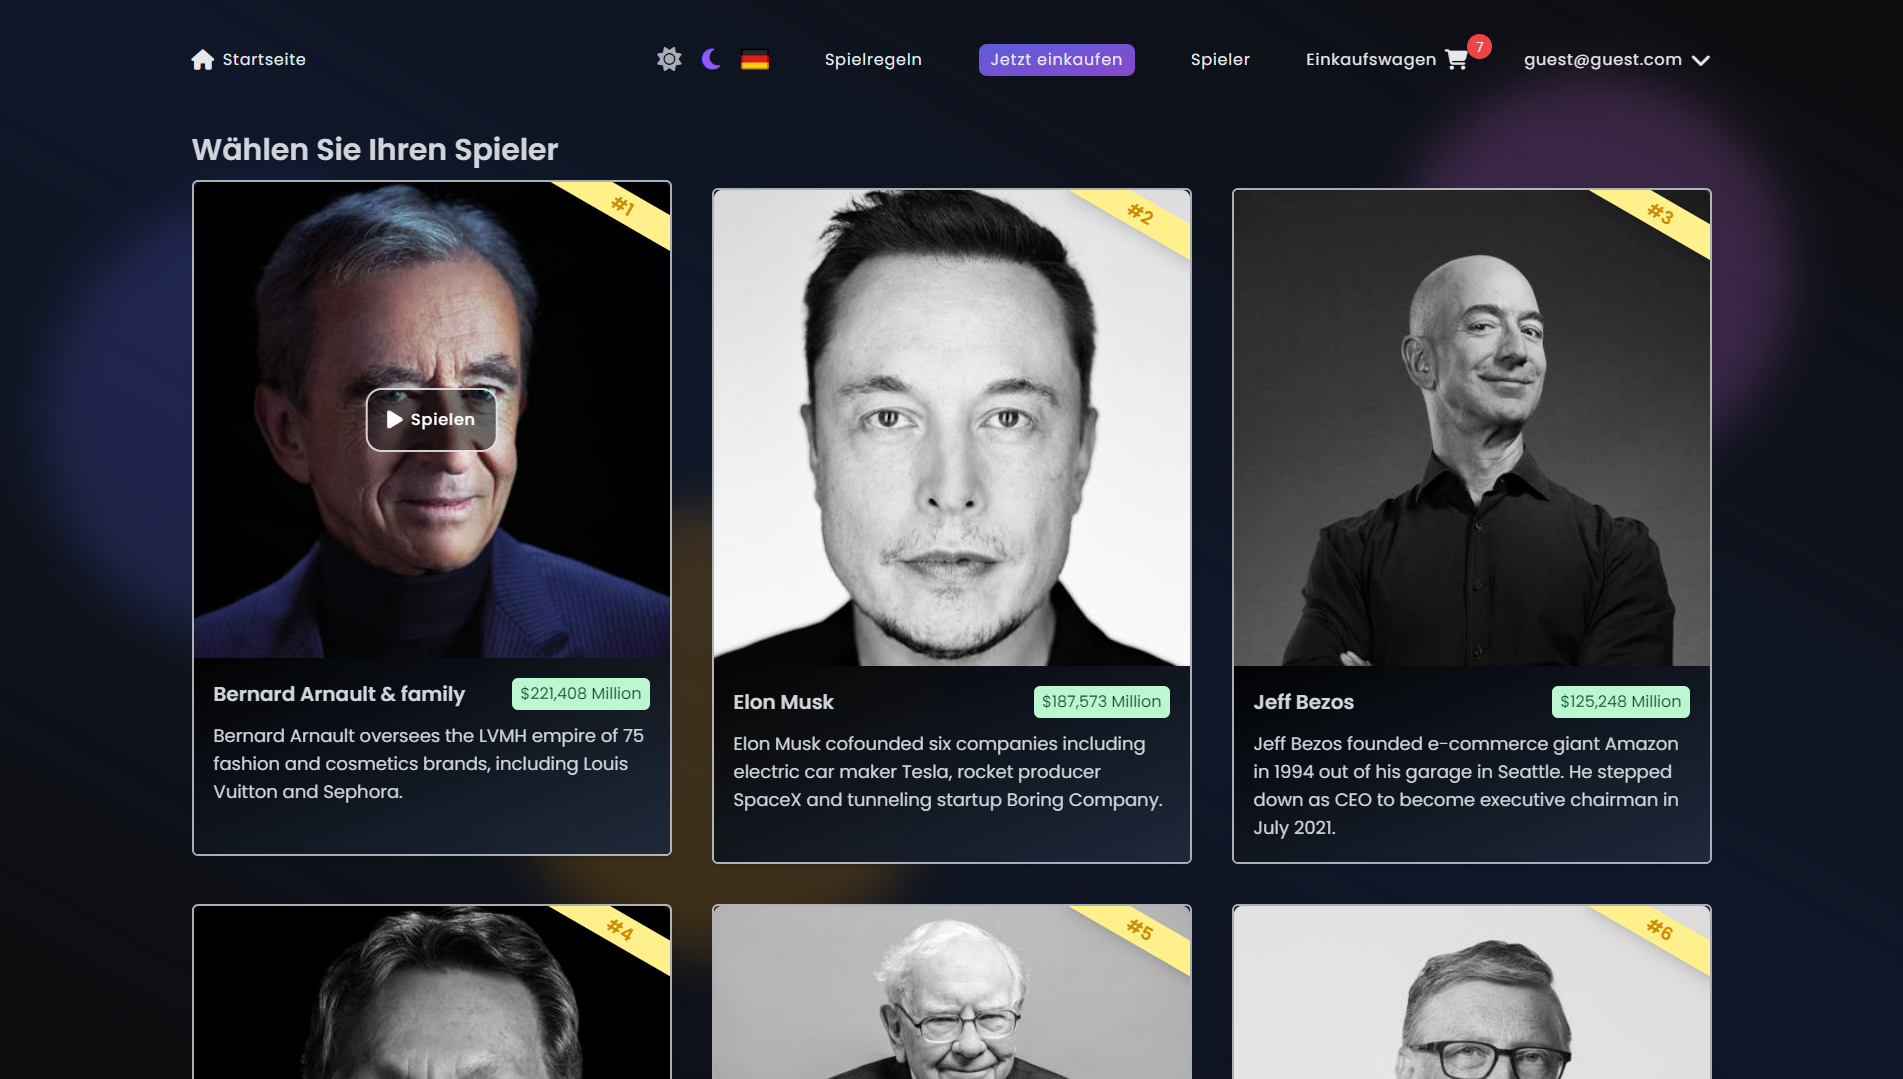 Startseite
Spielregeln
Jetzt einkaufen
Spieler
Einkaufswagen
7
guest@guest.com
Wählen Sie Ihren Spieler
#1
Spielen
Bernard Arnault & family
$221,408 Million
Bernard Arnault oversees the LVMH empire of 75
fashion and cosmetics brands, including Louis
Vuitton and Sephora.
#2
Elon Musk
$187,573 Million
Elon Musk cofounded six companies including
electric car maker Tesla, rocket producer
SpaceX and tunneling startup Boring Company.
#3
Jeff Bezos
$125,248 Million
Jeff Bezos founded e-commerce giant Amazon
in 1994 out of his garage in Seattle. He stepped
down as CEO to become executive chairman in
July 2021.
#4
#5
#6